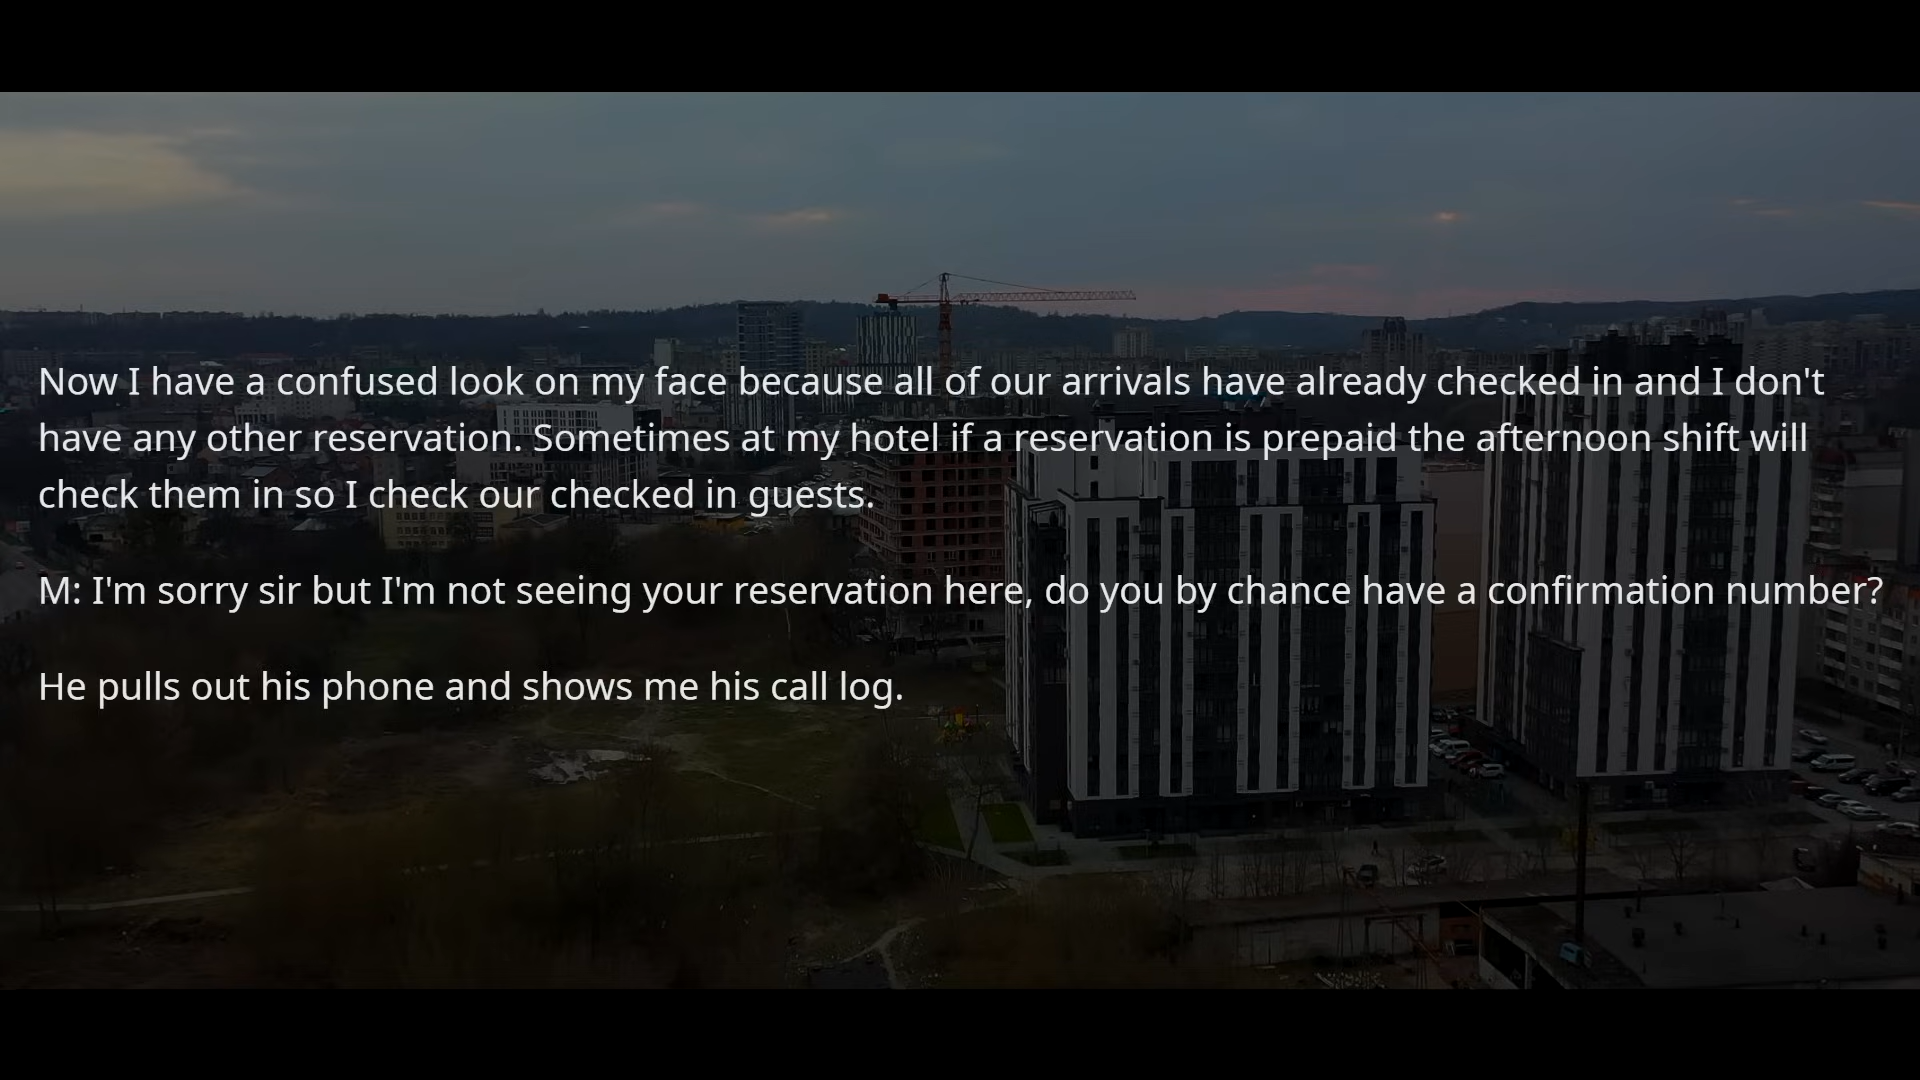 Now I have a confused look on my face because all of our arrivals have already checked in and I don't
have any other reservation. Sometimes at my hotel if a reservation is prepaid the afternoon shift will
check them in so I check our checked in guests.
M: I'm sorry sir but I'm not seeing your reservation here, do you by chance have a confirmation number?
He pulls out his phone and shows me his call log.